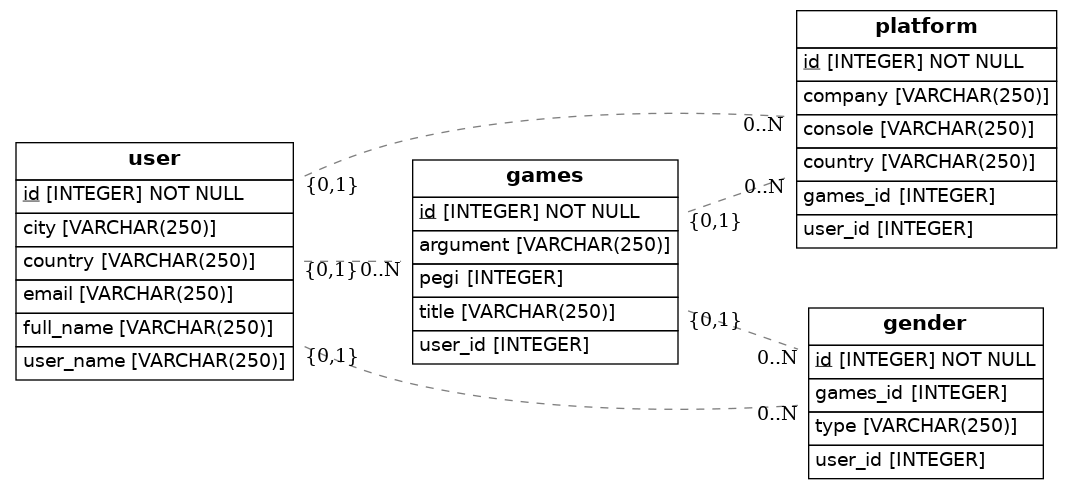 user
id [INTEGER] NOT NULL
city [VARCHAR(250)]
country [VARCHAR(250)]
email [VARCHAR(250)]
full_name [VARCHAR(250)]
user_name [VARCHAR(250)]
{0,1}
0..N
{0,1}
0..N
{0,1}
0..N
games
id [INTEGER] NOT NULL
argument [VARCHAR(250)]
pegi [INTEGER]
title [VARCHAR(250)]
user_id [INTEGER]
{0,1}
0..N
{0,1}
0..N
platform
id [INTEGER] NOT NULL
company [VARCHAR(250)]
console [VARCHAR(250)]
country [VARCHAR(250)]
games_id [INTEGER]
user_id [INTEGER]
gender
id [INTEGER] NOT NULL
games_id [INTEGER]
type [VARCHAR(250)]
user_id [INTEGER]